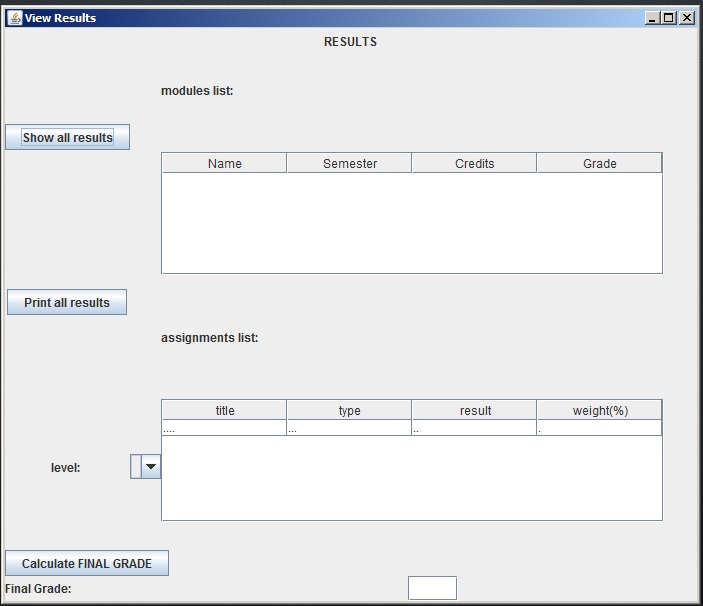 View Results
RESULTS
modules list:
Show all results
Name Semester Credits Grade
Print all results
assignments list:
title type result weight(%)
.... ... .. .
level:
Calculate FINAL GRADE
Final Grade: